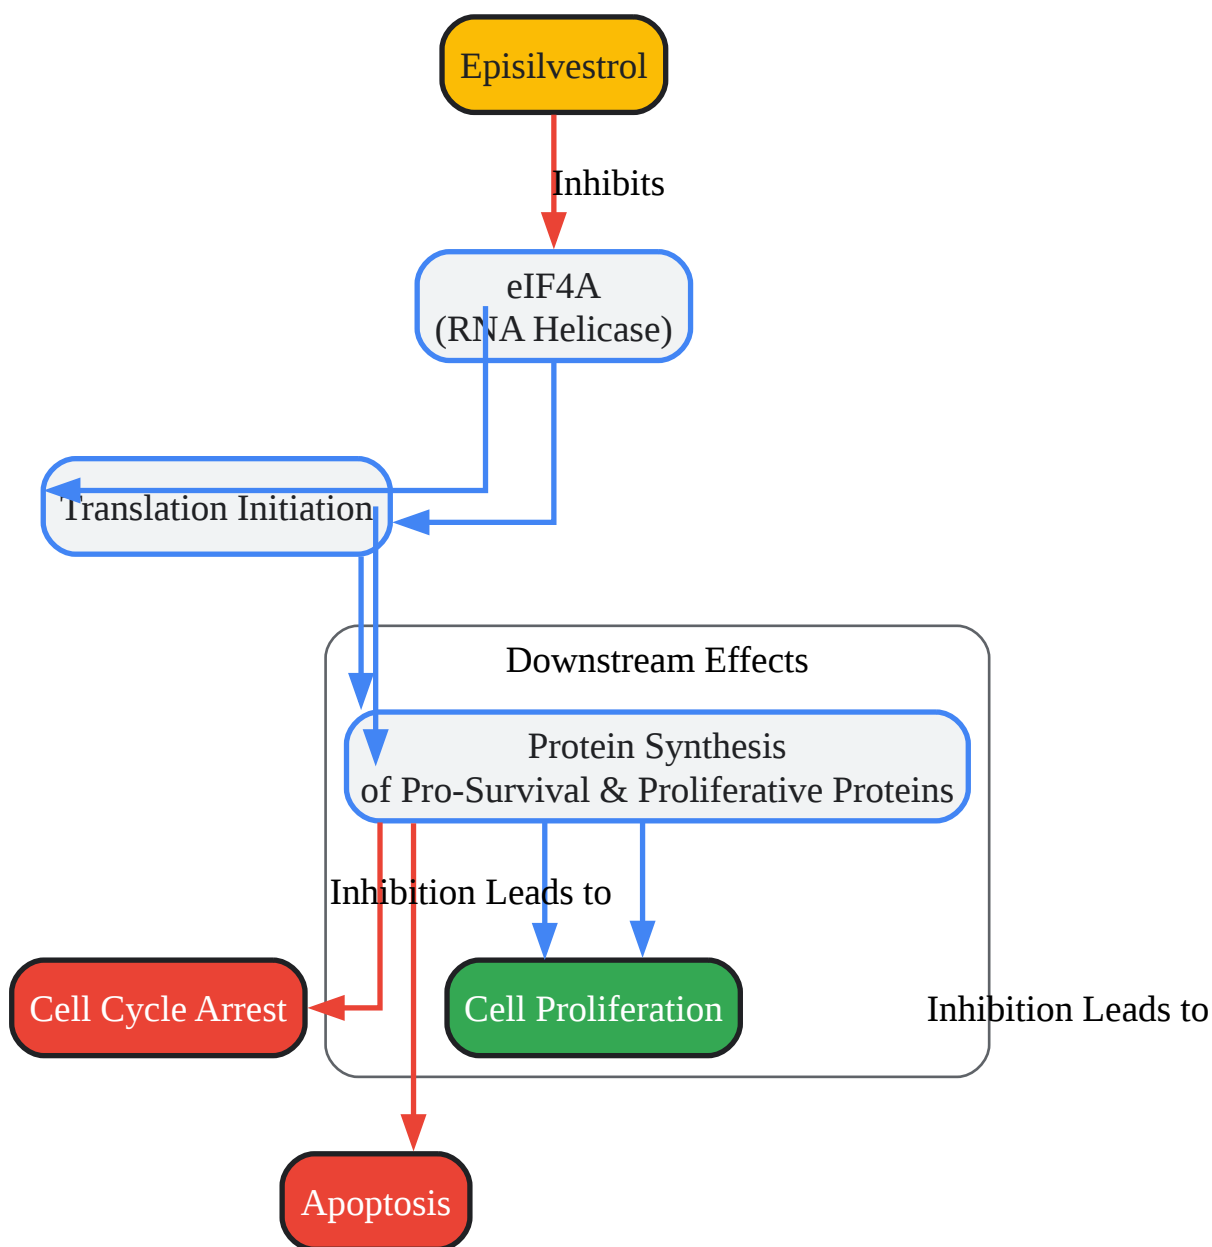 Episilvestrol
Inhibits
eIF4A
(RNA Helicase)
Translation Initiation
Downstream Effects
Protein Synthesis
of Pro-Survival & Proliferative Proteins
Inhibition Leads to
Cell Cycle Arrest
Cell Proliferation
Inhibition Leads to
Apoptosis